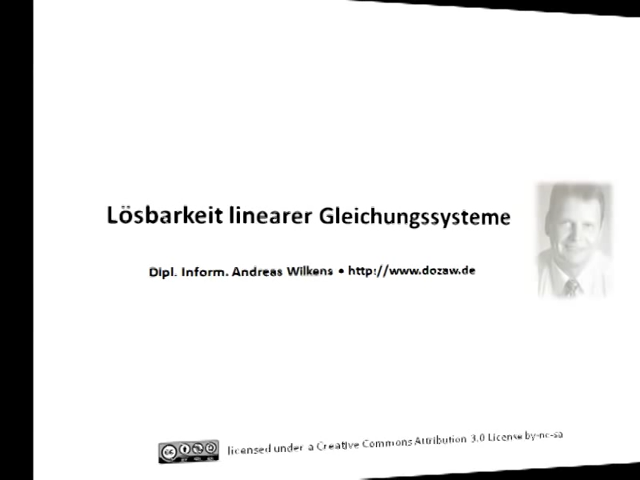 Lösbarkeit linearer Gleichungssysteme
Dipl. Inform. Andreas Wilkens • http://www.dozaw.de
licensed under a Creative Commons Attribution 3.0 License by-nc-sa